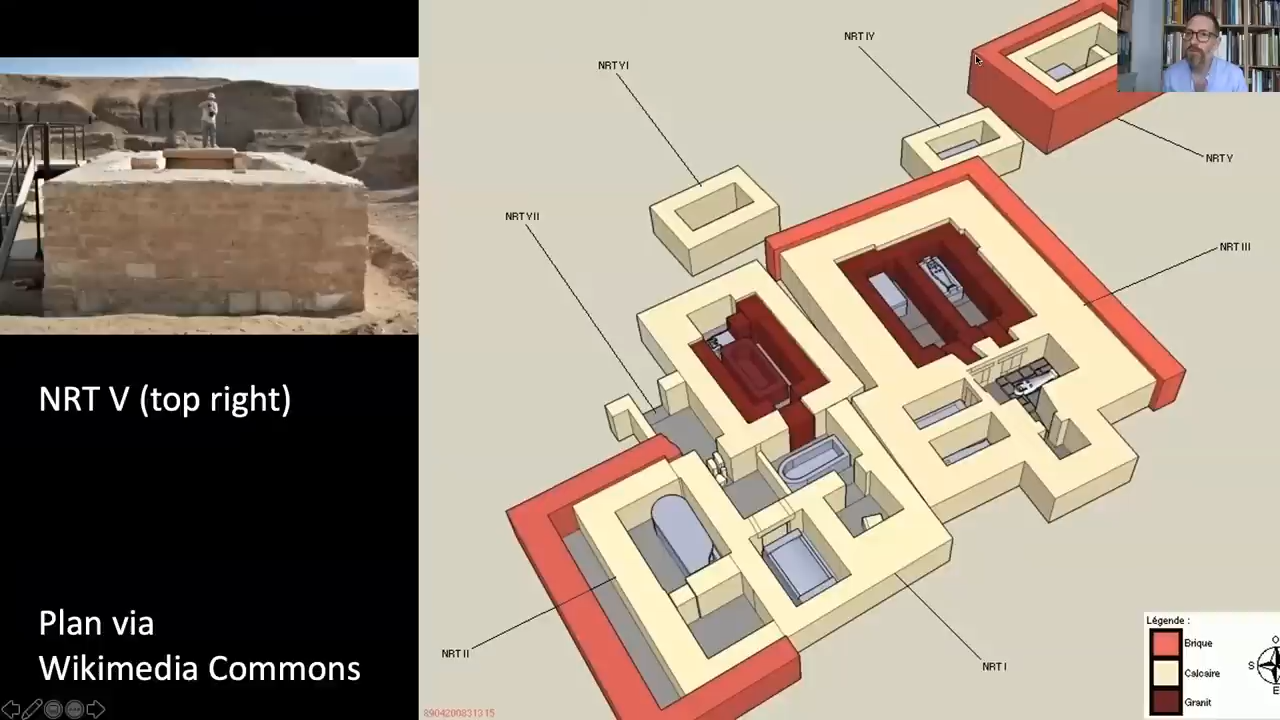 NRT IV
NRT VI
NRT V
NRT VII
NRT III
NRT V (top right)
Plan via
Wikimedia Commons
NRT II
NRT I
Légende :
Brique
Calcaire
Granit
O
S
E
8904200831315